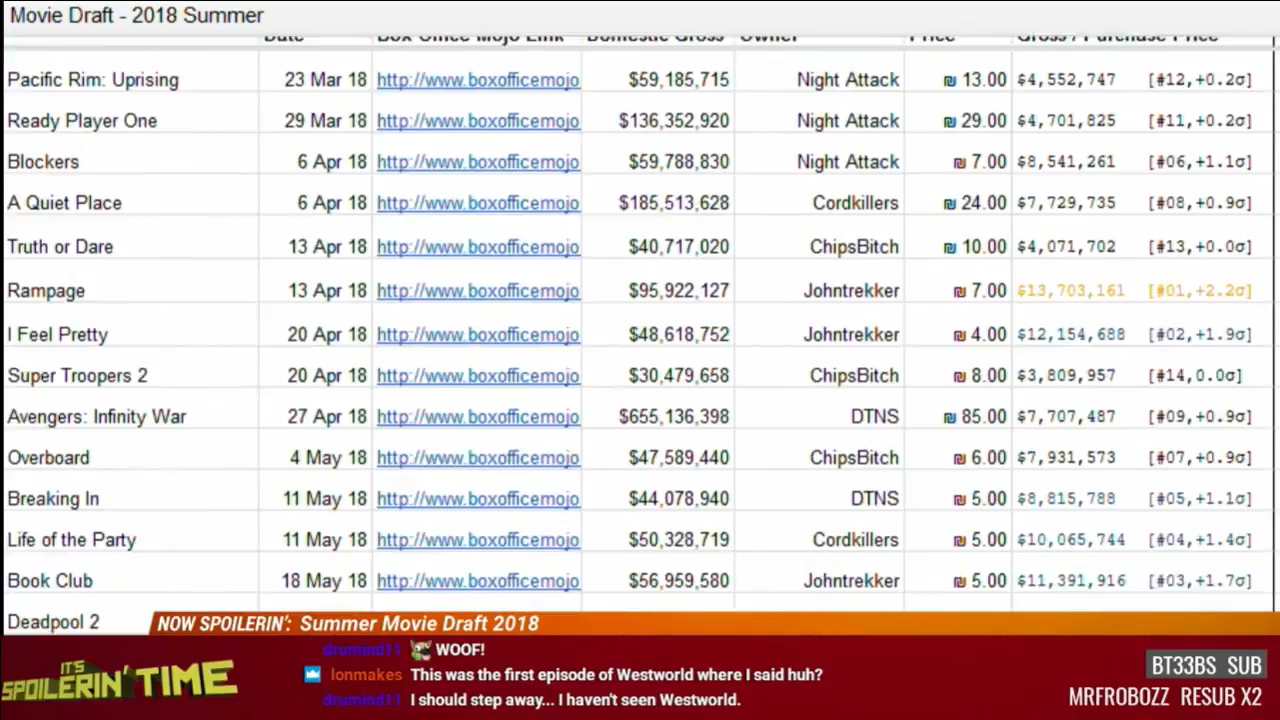 Movie Draft - 2018 Summer
Date Box Office Mojo Link Domestic Gross Owner Price Gross / Purchase Price
Pacific Rim: Uprising 23 Mar 18 http://www.boxofficemojo $59,185,715 Night Attack ₪ 13.00 $4,552,747 [#12,+0.2σ]
Ready Player One 29 Mar 18 http://www.boxofficemojo $136,352,920 Night Attack ₪ 29.00 $4,701,825 [#11,+0.2σ]
Blockers 6 Apr 18 http://www.boxofficemojo $59,788,830 Night Attack ₪ 7.00 $8,541,261 [#06,+1.1σ]
A Quiet Place 6 Apr 18 http://www.boxofficemojo $185,513,628 Cordkillers ₪ 24.00 $7,729,735 [#08,+0.9σ]
Truth or Dare 13 Apr 18 http://www.boxofficemojo $40,717,020 ChipsBitch ₪ 10.00 $4,071,702 [#13,+0.0σ]
Rampage 13 Apr 18 http://www.boxofficemojo $95,922,127 Johntrekker ₪ 7.00 $13,703,161 [#01,+2.2σ]
I Feel Pretty 20 Apr 18 http://www.boxofficemojo $48,618,752 Johntrekker ₪ 4.00 $12,154,688 [#02,+1.9σ]
Super Troopers 2 20 Apr 18 http://www.boxofficemojo $30,479,658 ChipsBitch ₪ 8.00 $3,809,957 [#14,0.0σ]
Avengers: Infinity War 27 Apr 18 http://www.boxofficemojo $655,136,398 DTNS ₪ 85.00 $7,707,487 [#09,+0.9σ]
Overboard 4 May 18 http://www.boxofficemojo $47,589,440 ChipsBitch ₪ 6.00 $7,931,573 [#07,+0.9σ]
Breaking In 11 May 18 http://www.boxofficemojo $44,078,940 DTNS ₪ 5.00 $8,815,788 [#05,+1.1σ]
Life of the Party 11 May 18 http://www.boxofficemojo $50,328,719 Cordkillers ₪ 5.00 $10,065,744 [#04,+1.4σ]
Book Club 18 May 18 http://www.boxofficemojo $56,959,580 Johntrekker ₪ 5.00 $11,391,916 [#03,+1.7σ]
Deadpool 2
NOW SPOILERIN': Summer Movie Draft 2018
IT'S
SPOILERIN' TIME
drumind11 WOOF!
lonmakes This was the first episode of Westworld where I said huh?
drumind11 I should step away... I haven't seen Westworld.
BT33BS SUB
MRFROBOZZ RESUB X2